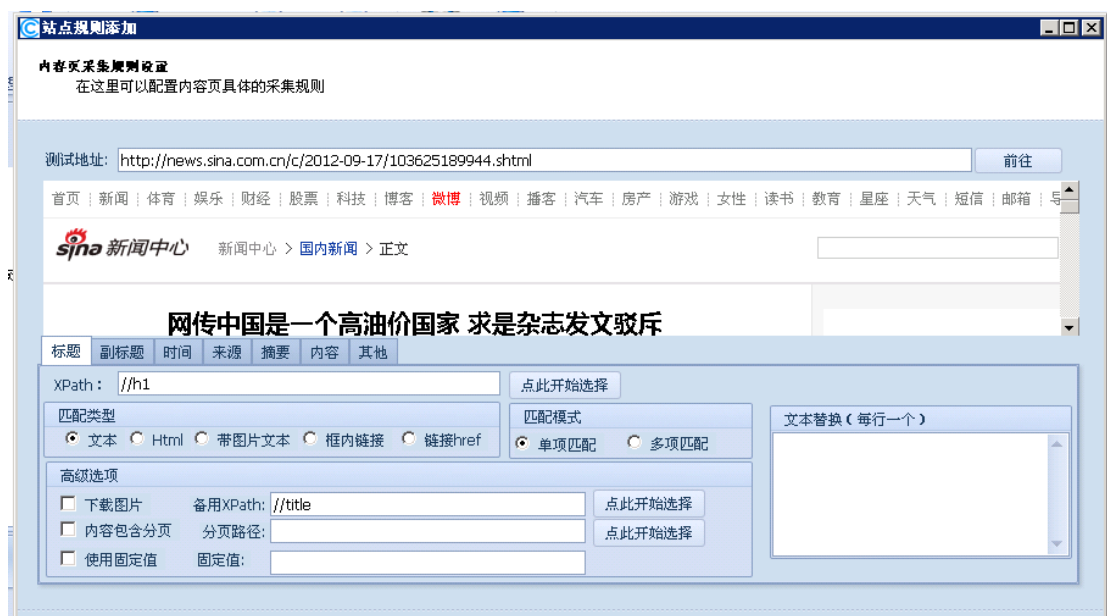 站点规则添加
内容页采集规则设置
在这里可以配置内容页具体的采集规则
测试地址: http://news.sina.com.cn/c/2012-09-17/103625189944.shtml 前往
首页 新闻 体育 娱乐 财经 股票 科技 博客 微博 视频 播客 汽车 房产 游戏 女性 读书 教育 星座 天气 短信 邮箱
sina 新闻中心 新闻中心 > 国内新闻 > 正文
网传中国是一个高油价国家 求是杂志发文驳斥
标题 副标题 时间 来源 摘要 内容 其他
XPath: //h1 点此开始选择
匹配类型 匹配模式 文本替换(每行一个)
文本 Html 带图片文本 框内链接 链接href 单项匹配 多项匹配
高级选项
下载图片 备用XPath: //title 点此开始选择
内容包含分页 分页路径: 点此开始选择
使用固定值 固定值: